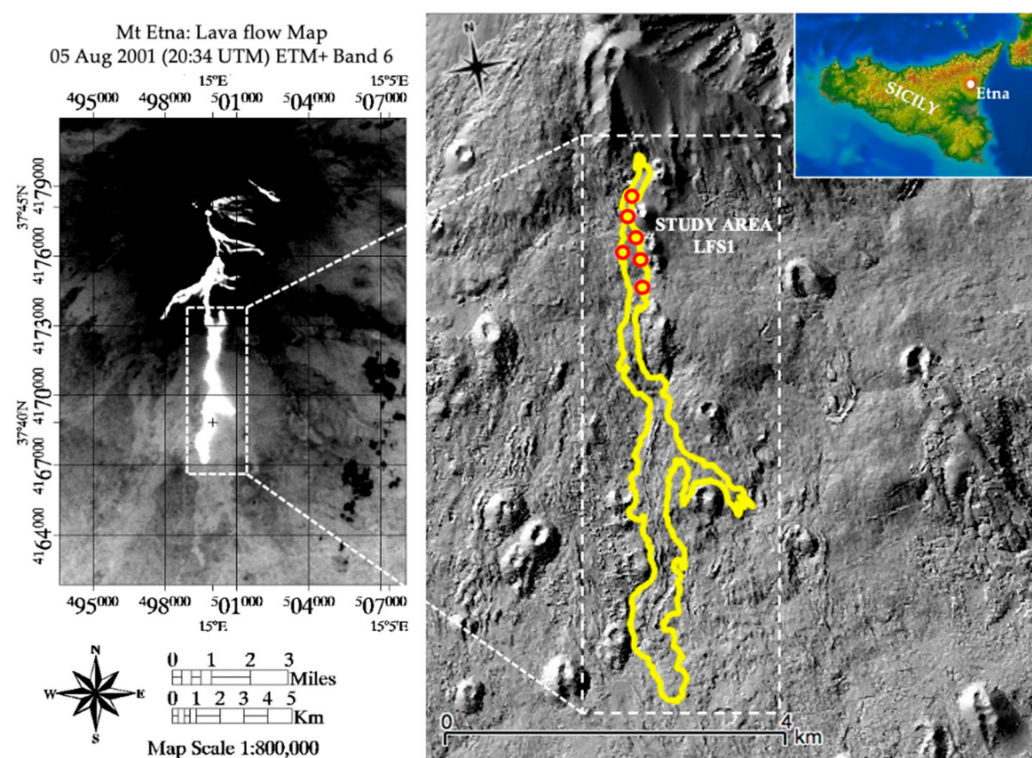 Mt Etna: Lava flow Map
05 Aug 2001 (20:34 UTM) ETM+ Band 6
15°E 15°5'E
495000 498000 501000 504000 507000
37°45'N
4179000
4176000
4173000
4170000
37°40'N
4167000
4164000
495000 498000 501000 504000 507000
15°E 15°5'E
N
W E
S
0 1 2 3
Miles
0 1 2 3 4 5
Km
Map Scale 1:800,000
N
STUDY AREA
LFS1
0 4
km
SICILY
Etna